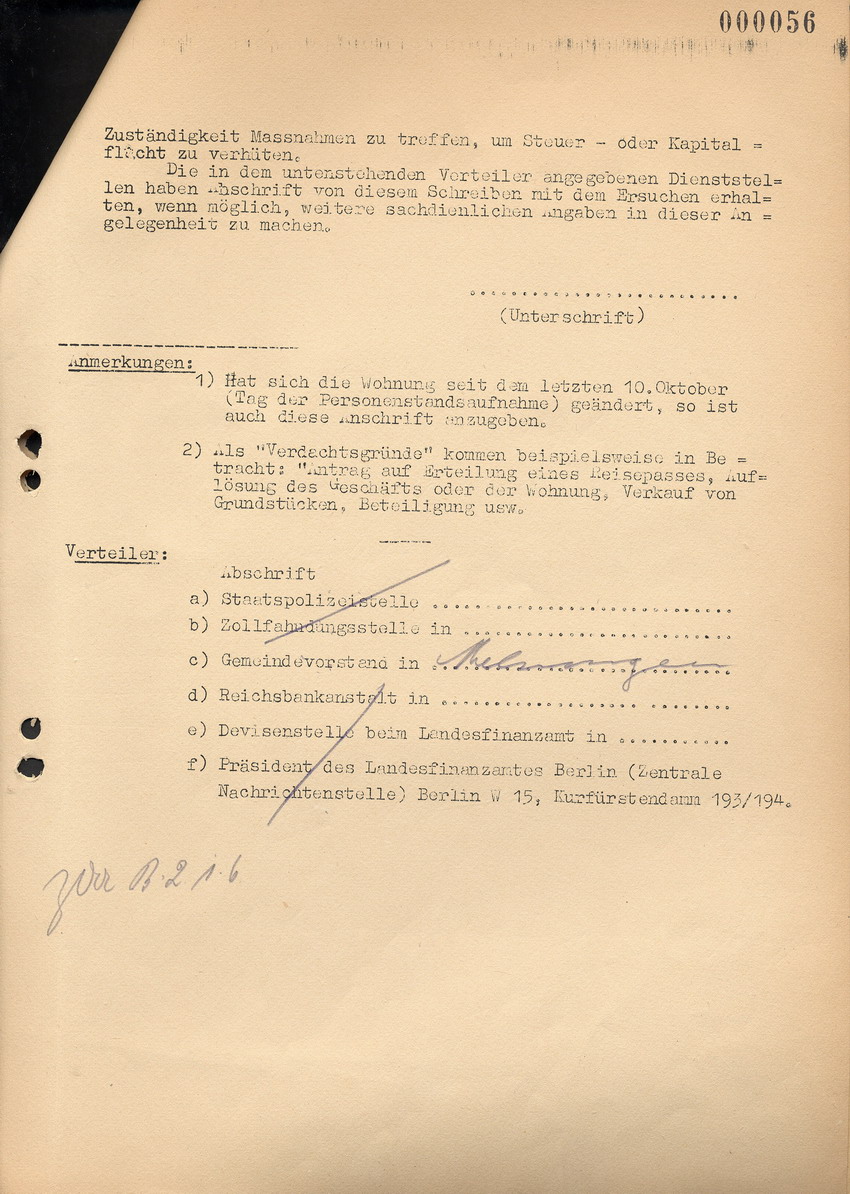 000056
Zuständigkeit Massnahmen zu treffen, um Steuer - oder Kapital =
flücht zu verhüten.
Die in dem untenstehenden Verteiler angegebenen Dienststel=
len haben Abschrift von diesem Schreiben mit dem Ersuchen erhal=
ten, wenn möglich, weitere sachdienlichen Angaben in dieser An =
gelegenheit zu machen.
..............................
(Unterschrift)
Anmerkungen:
1) Hat sich die Wohnung seit dem letzten 10.Oktober
(Tag der Personenstandsaufnahme) geändert, so ist
auch diese Anschrift anzugeben.
2) Als "Verdachtsgründe" kommen beispielsweise in Be =
tracht: "Antrag auf Erteilung eines Reisepasses, Auf=
lösung des Geschäfts oder der Wohnung, Verkauf von
Grundstücken, Beteiligung usw.
Verteiler:
Abschrift
a) Staatspolizeistelle ..............................
b) Zollfahndungsstelle in ..............................
c) Gemeindevorstand in Melsungen
d) Reichsbankanstalt in ..............................
e) Devisenstelle beim Landesfinanzamt in ...........
f) Präsident des Landesfinanzamtes Berlin (Zentrale
Nachrichtenstelle) Berlin W 15, Kurfürstendamm 193/194.
B.2 1.6